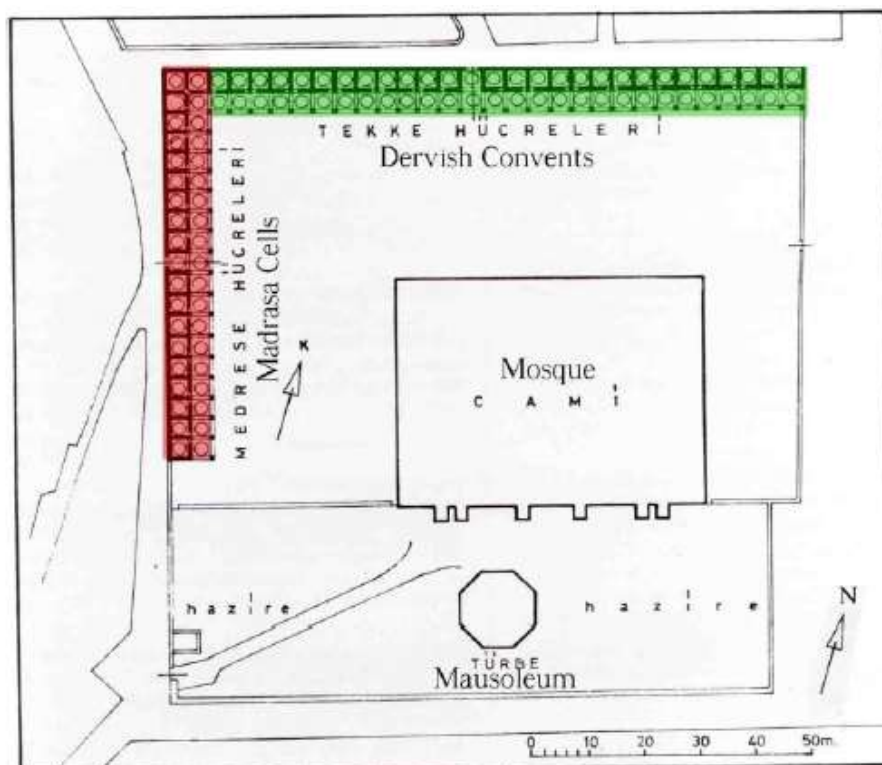 TEKKE HÜCRELERİ
Dervish Convents
MEDRESE HÜCRELERİ
Madrasa Cells
K
Mosque
CAMİ
hazire
hazire
N
TÜRBE
Mausoleum
0 10 20 30 40 50m.